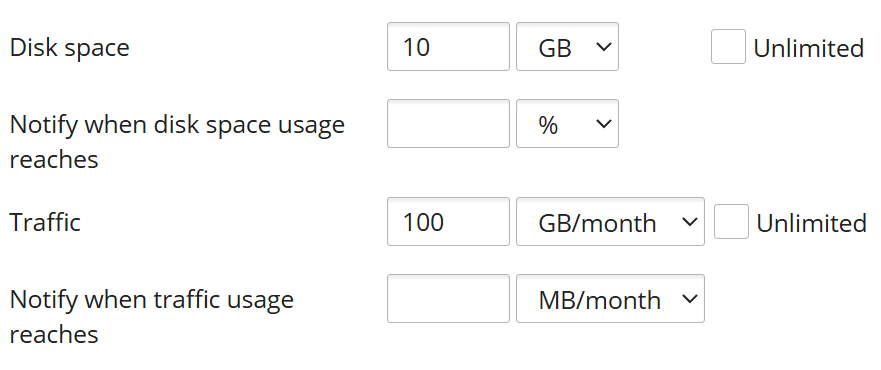 Disk space 10 GB Unlimited
Notify when disk space usage %
reaches
Traffic 100 GB/month Unlimited
Notify when traffic usage MB/month
reaches